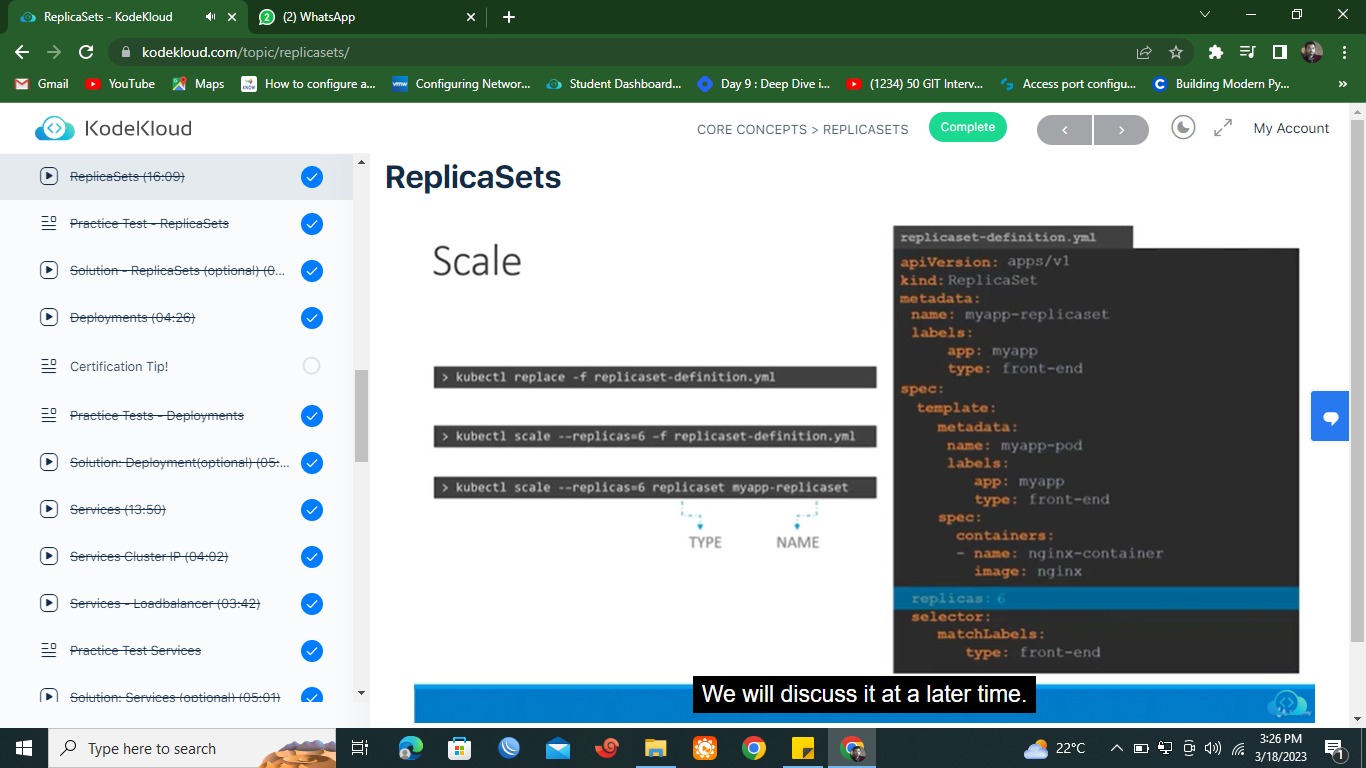 ReplicaSets - KodeKloud
(2) WhatsApp
kodekloud.com/topic/replicasets/
Gmail
YouTube
Maps
How to configure a...
Configuring Networ...
Student Dashboard...
Day 9 : Deep Dive i...
(1234) 50 GIT Interv...
Access port configu...
Building Modern Py...
»
KodeKloud
CORE CONCEPTS > REPLICASETS
Complete
My Account
ReplicaSets (16:09)
Practice Test - ReplicaSets
Solution - ReplicaSets (optional) (0...
Deployments (04:26)
Certification Tip!
Practice Tests - Deployments
Solution: Deployment(optional) (05:...
Services (13:50)
Services Cluster IP (04:02)
Services - Loadbalancer (03:42)
Practice Test Services
Solution: Services (optional) (05:01)
ReplicaSets
Scale
> kubectl replace -f replicaset-definition.yml
> kubectl scale --replicas=6 -f replicaset-definition.yml
> kubectl scale --replicas=6 replicaset myapp-replicaset
TYPE
NAME
replicaset-definition.yml
apiVersion: apps/v1
kind: ReplicaSet
metadata:
name: myapp-replicaset
labels:
app: myapp
type: front-end
spec:
template:
metadata:
name: myapp-pod
labels:
app: myapp
type: front-end
spec:
containers:
- name: nginx-container
image: nginx
replicas: 6
selector:
matchLabels:
type: front-end
We will discuss it at a later time.
Type here to search
22°C
3:26 PM
3/18/2023
1